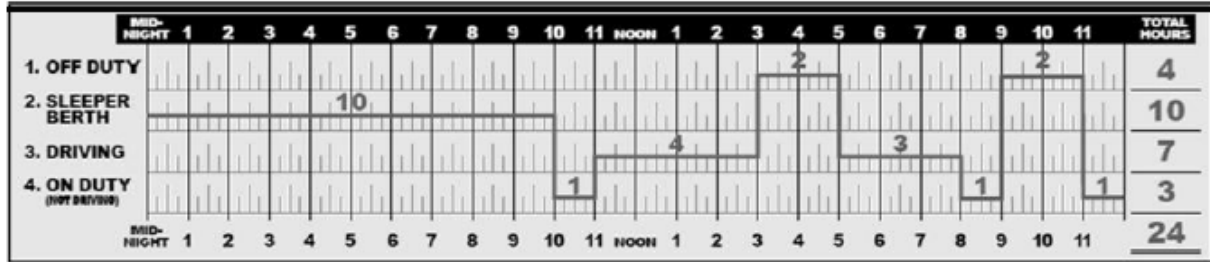 MID-NIGHT 1 2 3 4 5 6 7 8 9 10 11 NOON 1 2 3 4 5 6 7 8 9 10 11 TOTAL HOURS
1. OFF DUTY 2 2 4
2. SLEEPER BERTH 10 10
3. DRIVING 4 3 7
4. ON DUTY (NOT DRIVING) 1 1 1 3
MID-NIGHT 1 2 3 4 5 6 7 8 9 10 11 NOON 1 2 3 4 5 6 7 8 9 10 11 24